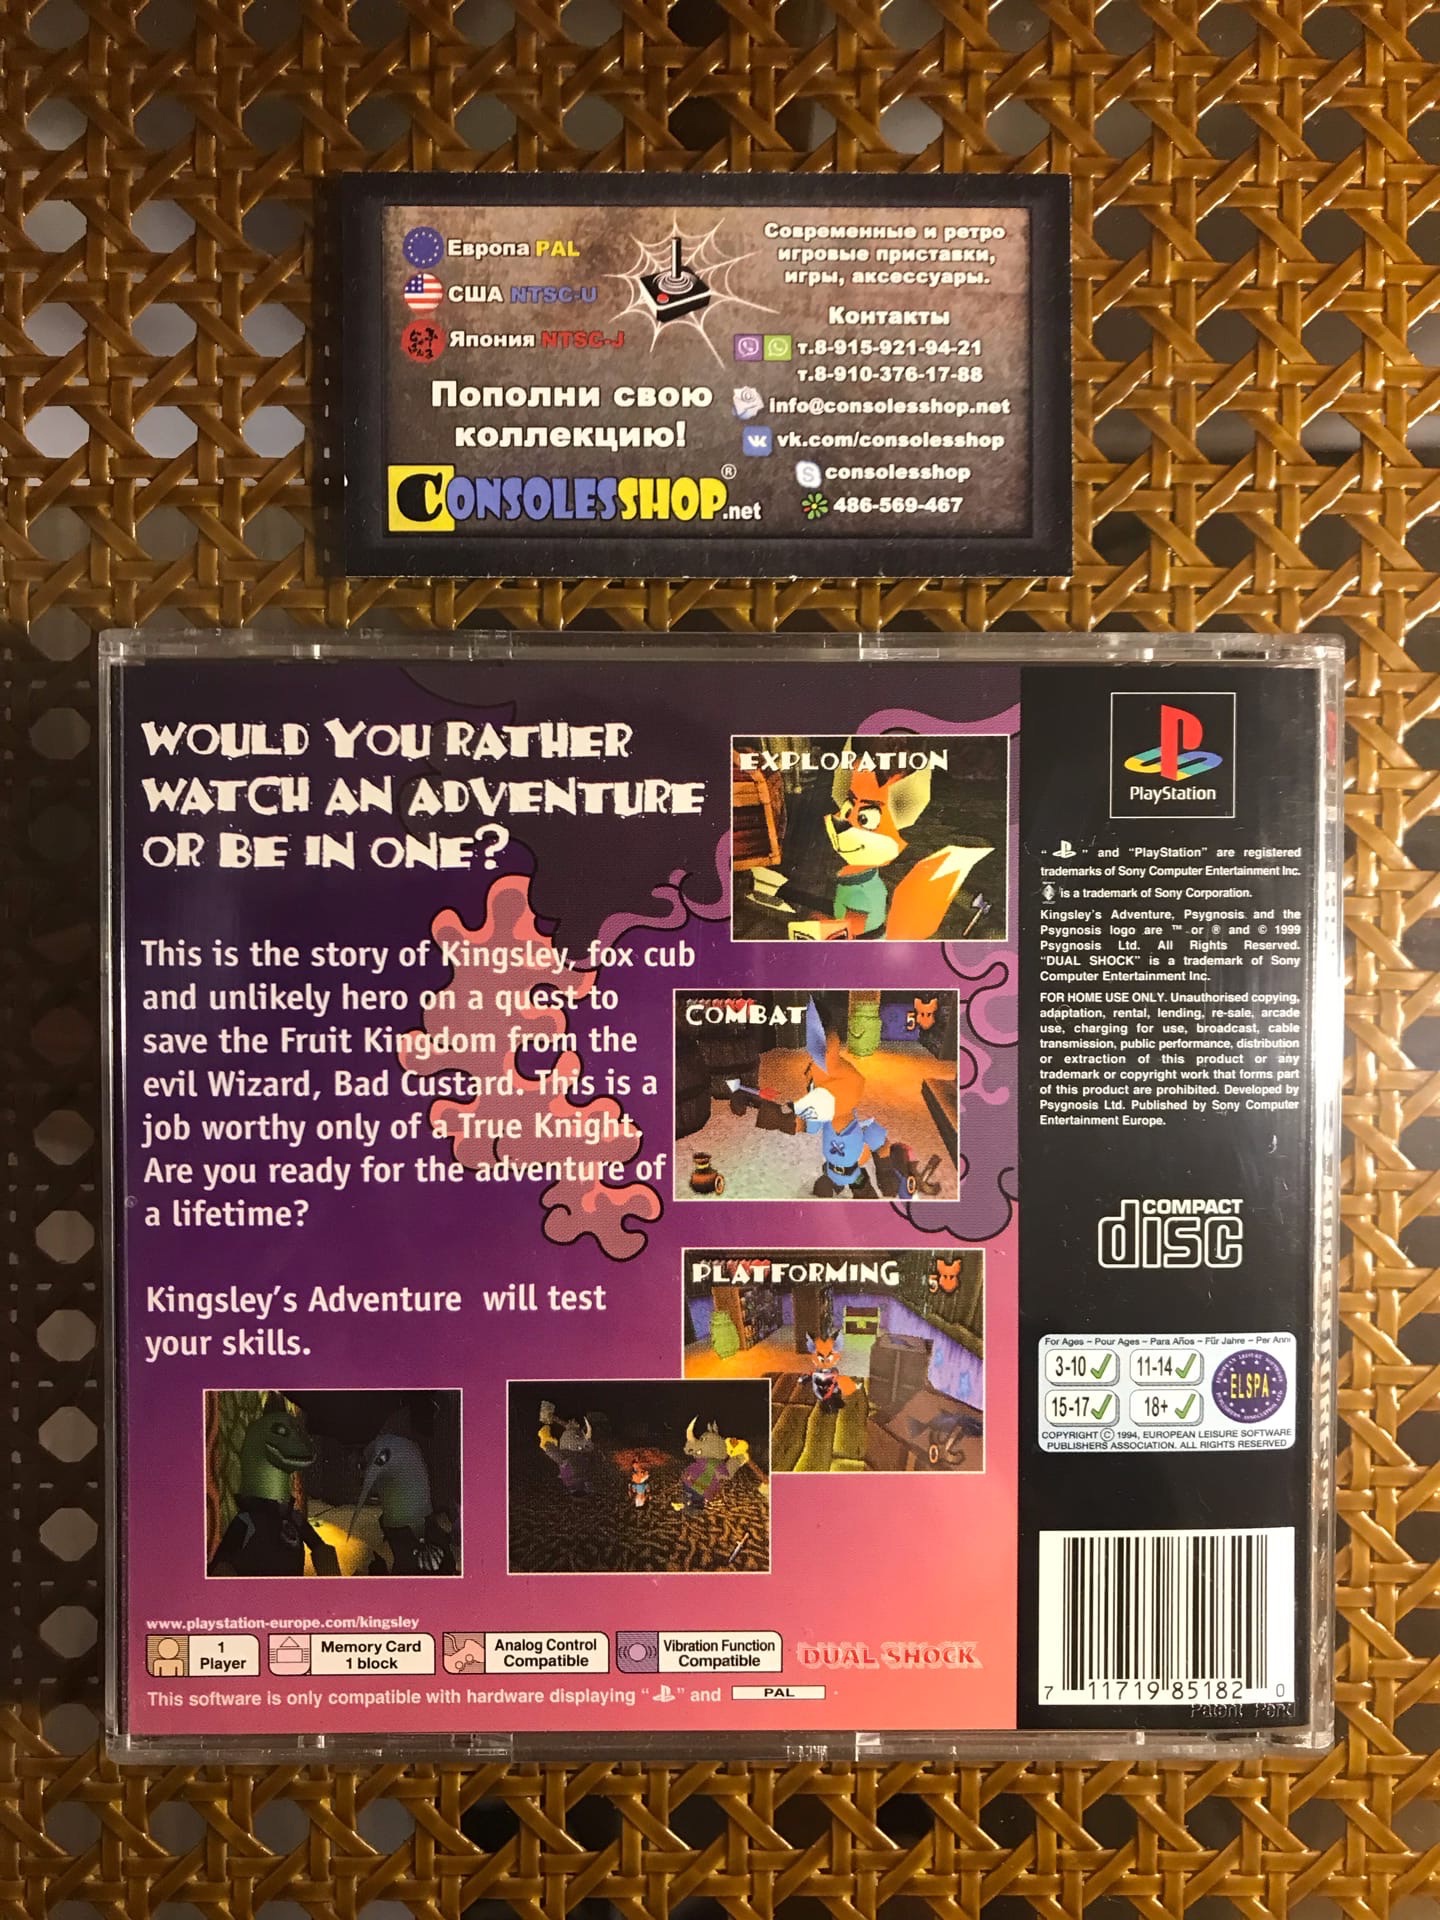 Европа PAL
США NTSC-U
Япония NTSC-J
Пополни свою
коллекцию!
CONSOLESSHOP®.net
Современные и ретро
игровые приставки,
игры, аксессуары.
Контакты
т.8-915-921-94-21
т.8-910-376-17-88
info@consolesshop.net
vk.com/consolesshop
consolesshop
486-569-467
WOULD YOU RATHER
WATCH AN ADVENTURE
OR BE IN ONE?
This is the story of Kingsley, fox cub
and unlikely hero on a quest to
save the Fruit Kingdom from the
evil Wizard, Bad Custard. This is a
job worthy only of a True Knight.
Are you ready for the adventure of
a lifetime?
Kingsley's Adventure will test
your skills.
EXPLORATION
COMBAT
5
0
PLATFORMING
5
0
www.playstation-europe.com/kingsley
1
Player
Memory Card
1 block
Analog Control
Compatible
Vibration Function
Compatible
DUAL SHOCK
This software is only compatible with hardware displaying " " and PAL
PlayStation
" " and "PlayStation" are registered
trademarks of Sony Computer Entertainment Inc.
is a trademark of Sony Corporation.
Kingsley's Adventure, Psygnosis and the
Psygnosis logo are ™ or ® and © 1999
Psygnosis Ltd. All Rights Reserved.
"DUAL SHOCK" is a trademark of Sony
Computer Entertainment Inc.
FOR HOME USE ONLY. Unauthorised copying,
adaptation, rental, lending, re-sale, arcade
use, charging for use, broadcast, cable
transmission, public performance, distribution
or extraction of this product or any
trademark or copyright work that forms part
of this product are prohibited. Developed by
Psygnosis Ltd. Published by Sony Computer
Entertainment Europe.
COMPACT
disc
For Ages – Pour Ages – Para Años – Für Jahre – Per Anni
3-10 11-14
15-17 18+
ELSPA
COPYRIGHT © 1994, EUROPEAN LEISURE SOFTWARE
PUBLISHERS ASSOCIATION. ALL RIGHTS RESERVED
7 11719 85182 0
Patent Pend